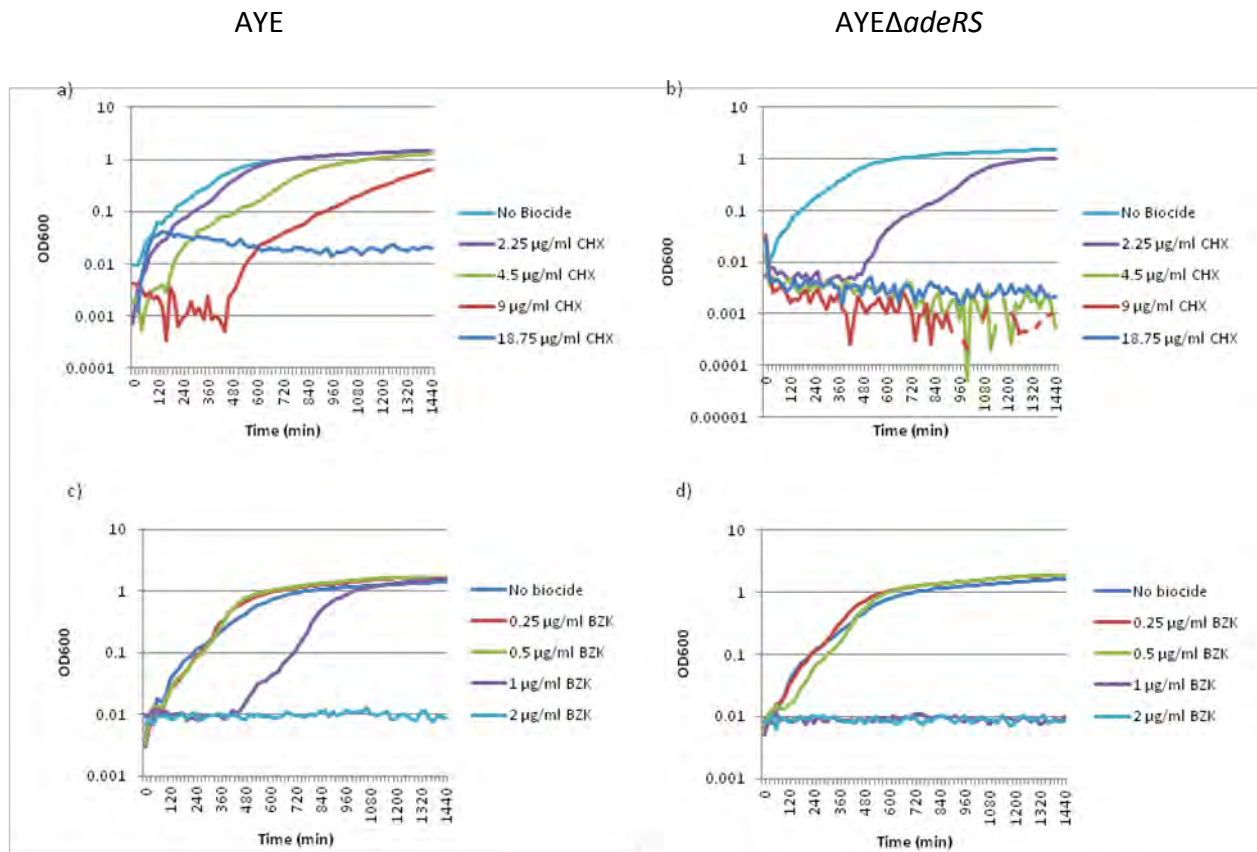 AYE
AYEΔadeRS
a)
10
1
0.1
0.01
0.001
0.0001
OD600
0 120 240 360 480 600 720 840 960 1080 1200 1320 1440
Time (min)
No Biocide
2.25 µg/ml CHX
4.5 µg/ml CHX
9 µg/ml CHX
18.75 µg/ml CHX
b)
10
1
0.1
0.01
0.001
0.0001
0.00001
OD600
0 120 240 360 480 600 720 840 960 1080 1200 1320 1440
Time (min)
No Biocide
2.25 µg/ml CHX
4.5 µg/ml CHX
9 µg/ml CHX
18.75 µg/ml CHX
c)
10
1
0.1
0.01
0.001
OD600
0 120 240 360 480 600 720 840 960 1080 1200 1320 1440
Time (min)
No biocide
0.25 µg/ml BZK
0.5 µg/ml BZK
1 µg/ml BZK
2 µg/ml BZK
d)
10
1
0.1
0.01
0.001
OD600
0 120 240 360 480 600 720 840 960 1080 1200 1320 1440
Time (min)
No biocide
0.25 µg/ml BZK
0.5 µg/ml BZK
1 µg/ml BZK
2 µg/ml BZK